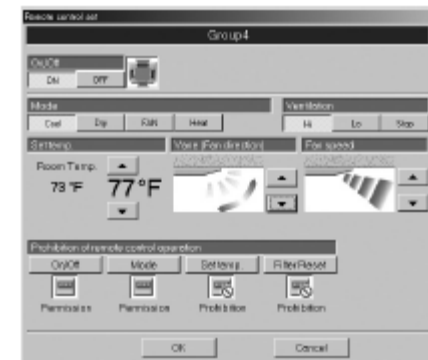 Remote control set
Group4
On/Off
ON OFF
Mode Ventilation
Cool Dry FAN Heat Hi Lo Stop
Set temp. Vane (Fan direction) Fan speed
Room Temp.
73 °F 77°F
Prohibition of remote control operation
On/Off Mode Set temp. Filter Reset
Permission Permission Prohibition Prohibition
OK Cancel